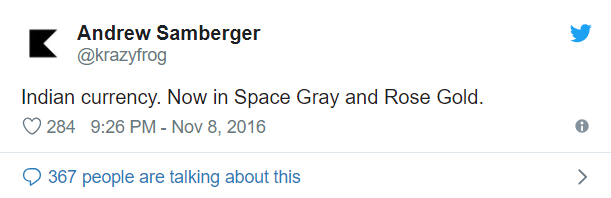 Andrew Samberger
@krazyfrog
Indian currency. Now in Space Gray and Rose Gold.
284 9:26 PM - Nov 8, 2016
367 people are talking about this